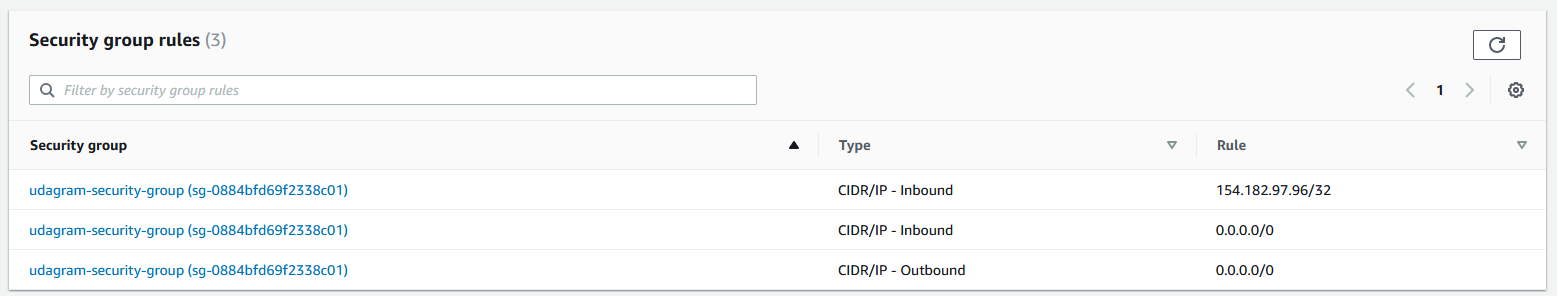 Security group rules (3)
Filter by security group rules
1
Security group Type Rule
udagram-security-group (sg-0884bfd69f2338c01) CIDR/IP - Inbound 154.182.97.96/32
udagram-security-group (sg-0884bfd69f2338c01) CIDR/IP - Inbound 0.0.0.0/0
udagram-security-group (sg-0884bfd69f2338c01) CIDR/IP - Outbound 0.0.0.0/0